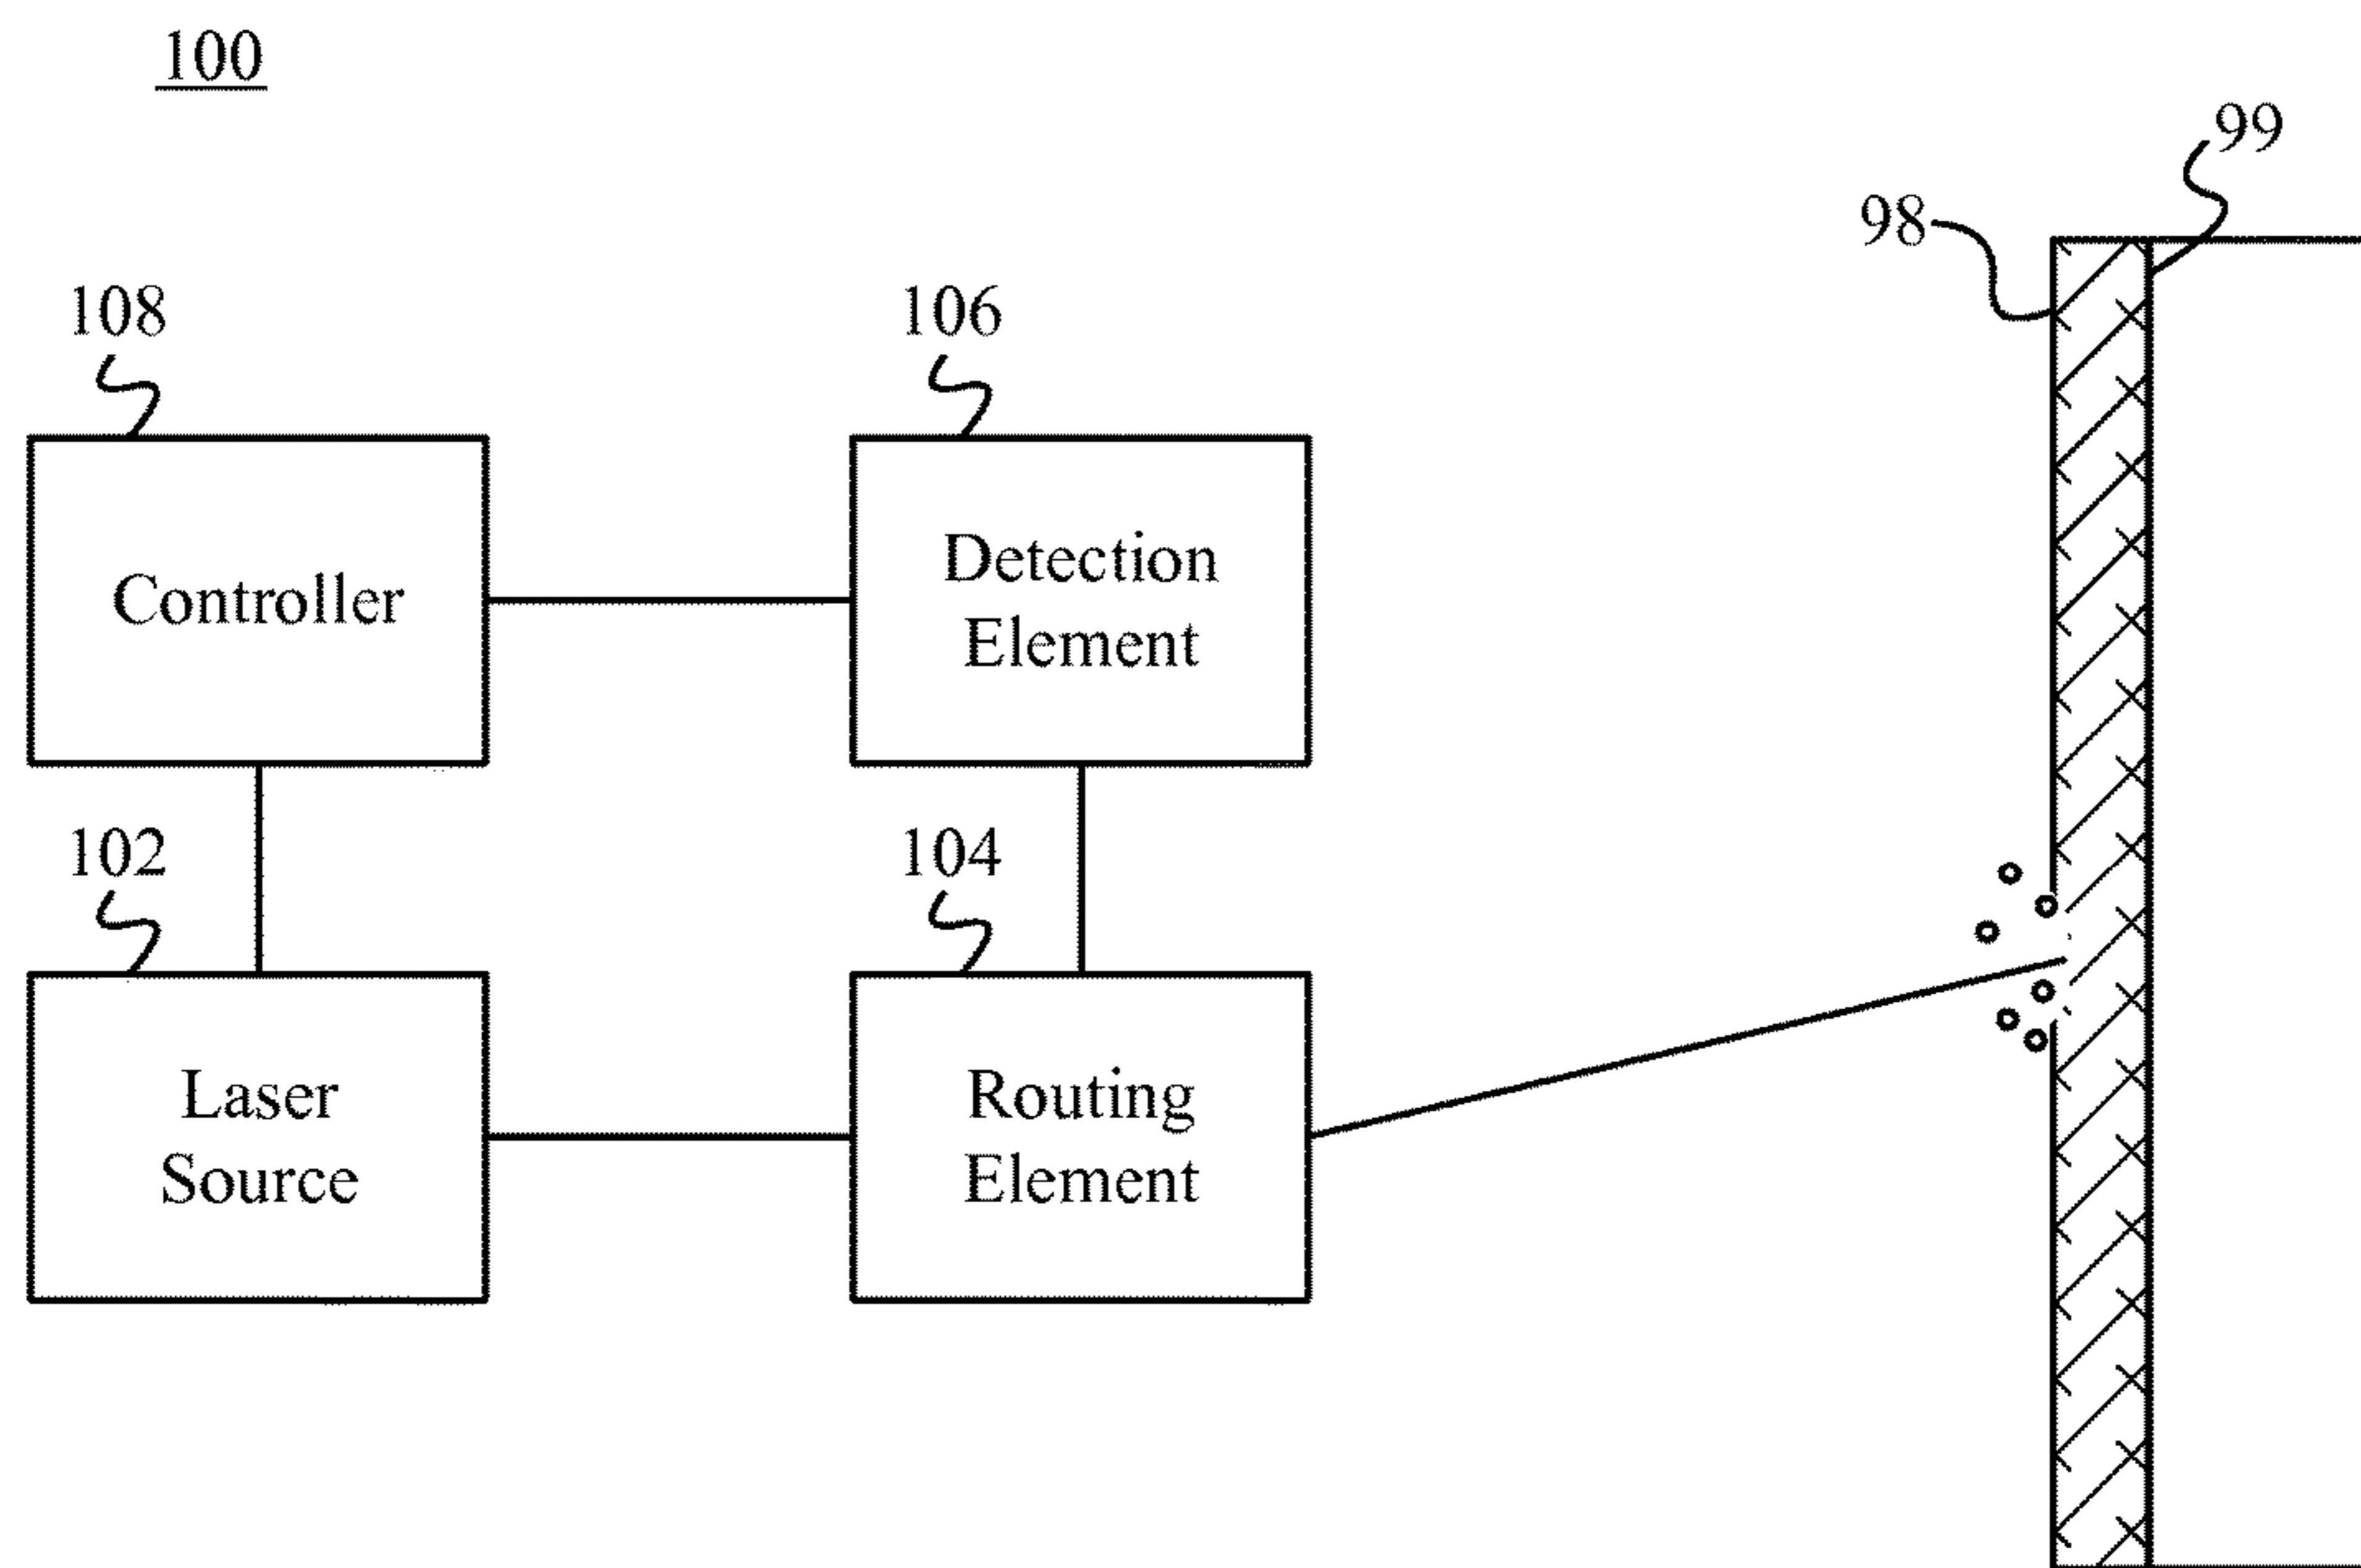 100
99
98
108
106
Controller
Detection
Element
102
104
Laser
Source
Routing
Element